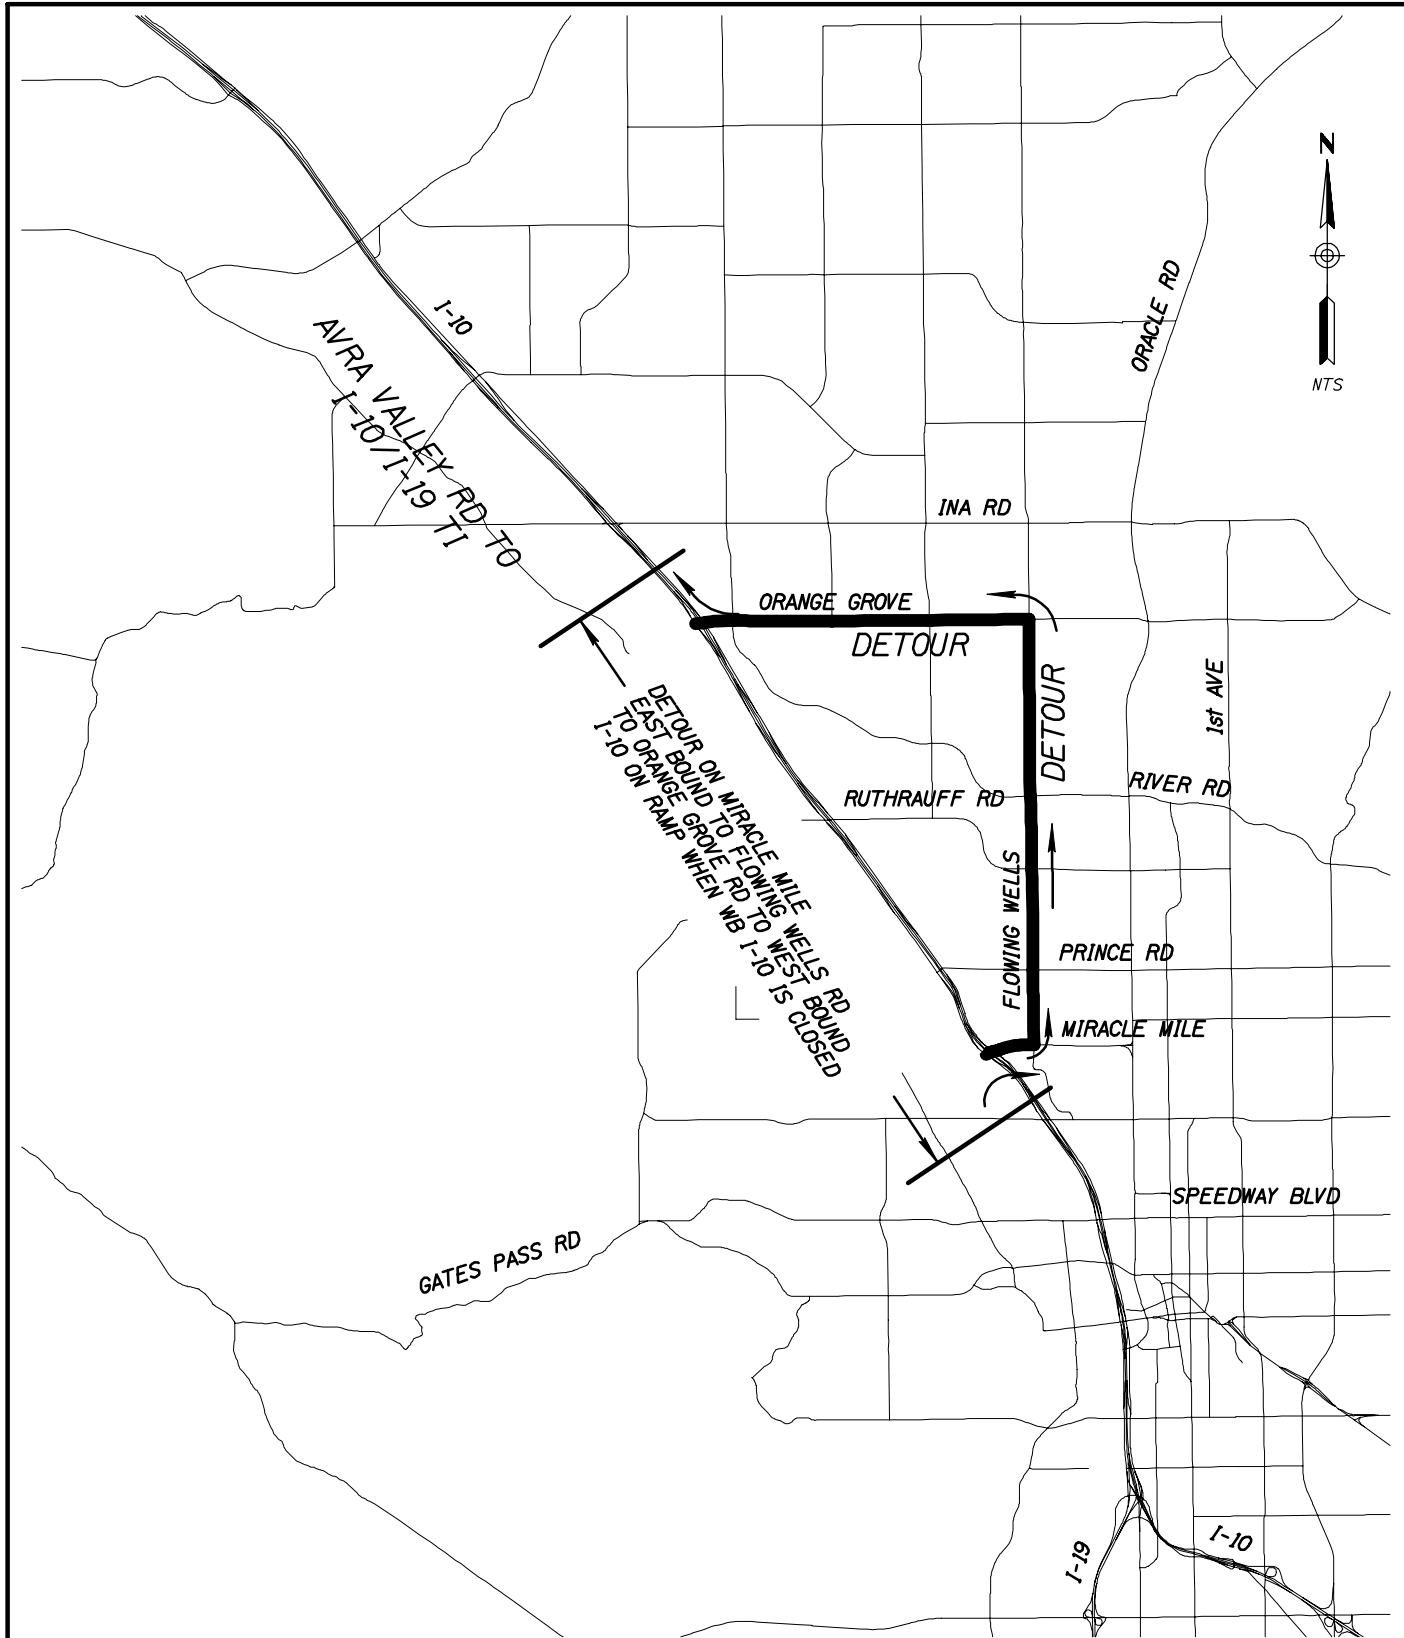 N
NTS
ORACLE RD
I-10
AVRA VALLEY RD TO
I-10/I-19 TI
INA RD
ORANGE GROVE
DETOUR
DETOUR
1st AVE
DETOUR ON MIRACLE MILE
EAST BOUND TO FLOWING WELLS RD
TO ORANGE GROVE RD TO WEST BOUND
I-10 ON RAMP WHEN WB I-10 IS CLOSED
RUTHRAUFF RD
RIVER RD
FLOWING WELLS
PRINCE RD
MIRACLE MILE
SPEEDWAY BLVD
GATES PASS RD
I-19
I-10